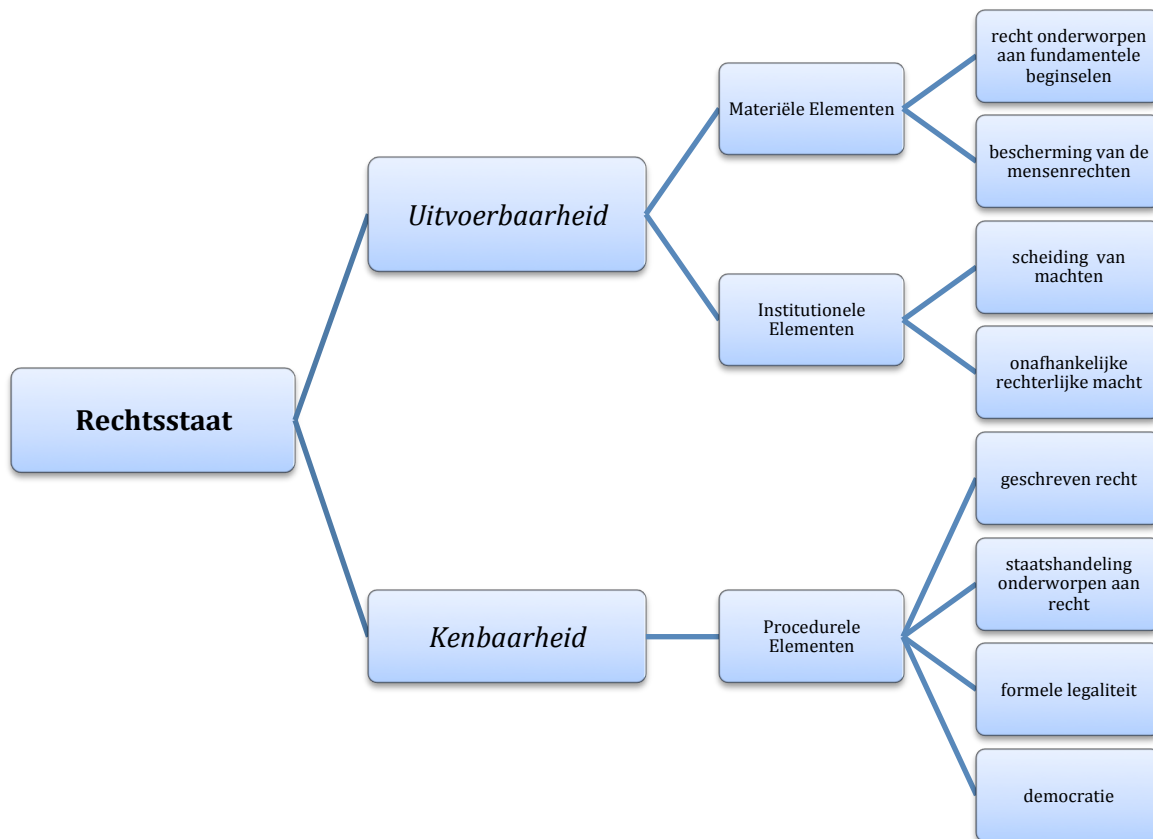 Rechtsstaat
Uitvoerbaarheid
Materiële Elementen
recht onderworpen
aan fundamentele
beginselen
bescherming van de
mensenrechten
Institutionele
Elementen
scheiding  van
machten
onafhankelijke
rechterlijke macht
Kenbaarheid
Procedurele
Elementen
geschreven recht
staatshandeling
onderworpen aan
recht
formele legaliteit
democratie